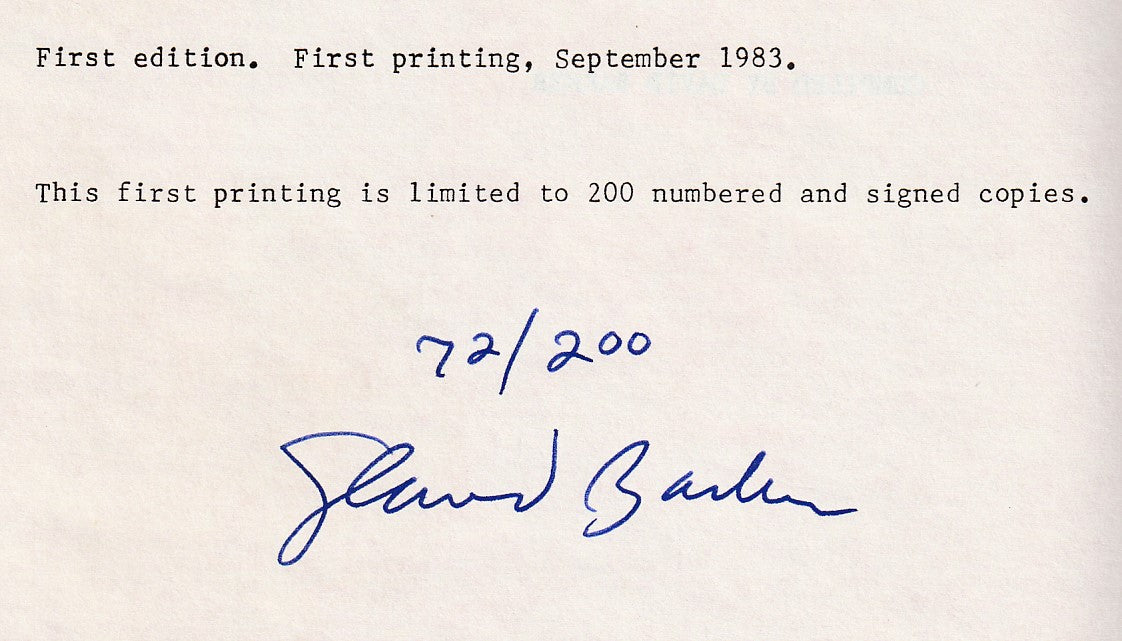 First edition. First printing, September 1983.
This first printing is limited to 200 numbered and signed copies.
72/200